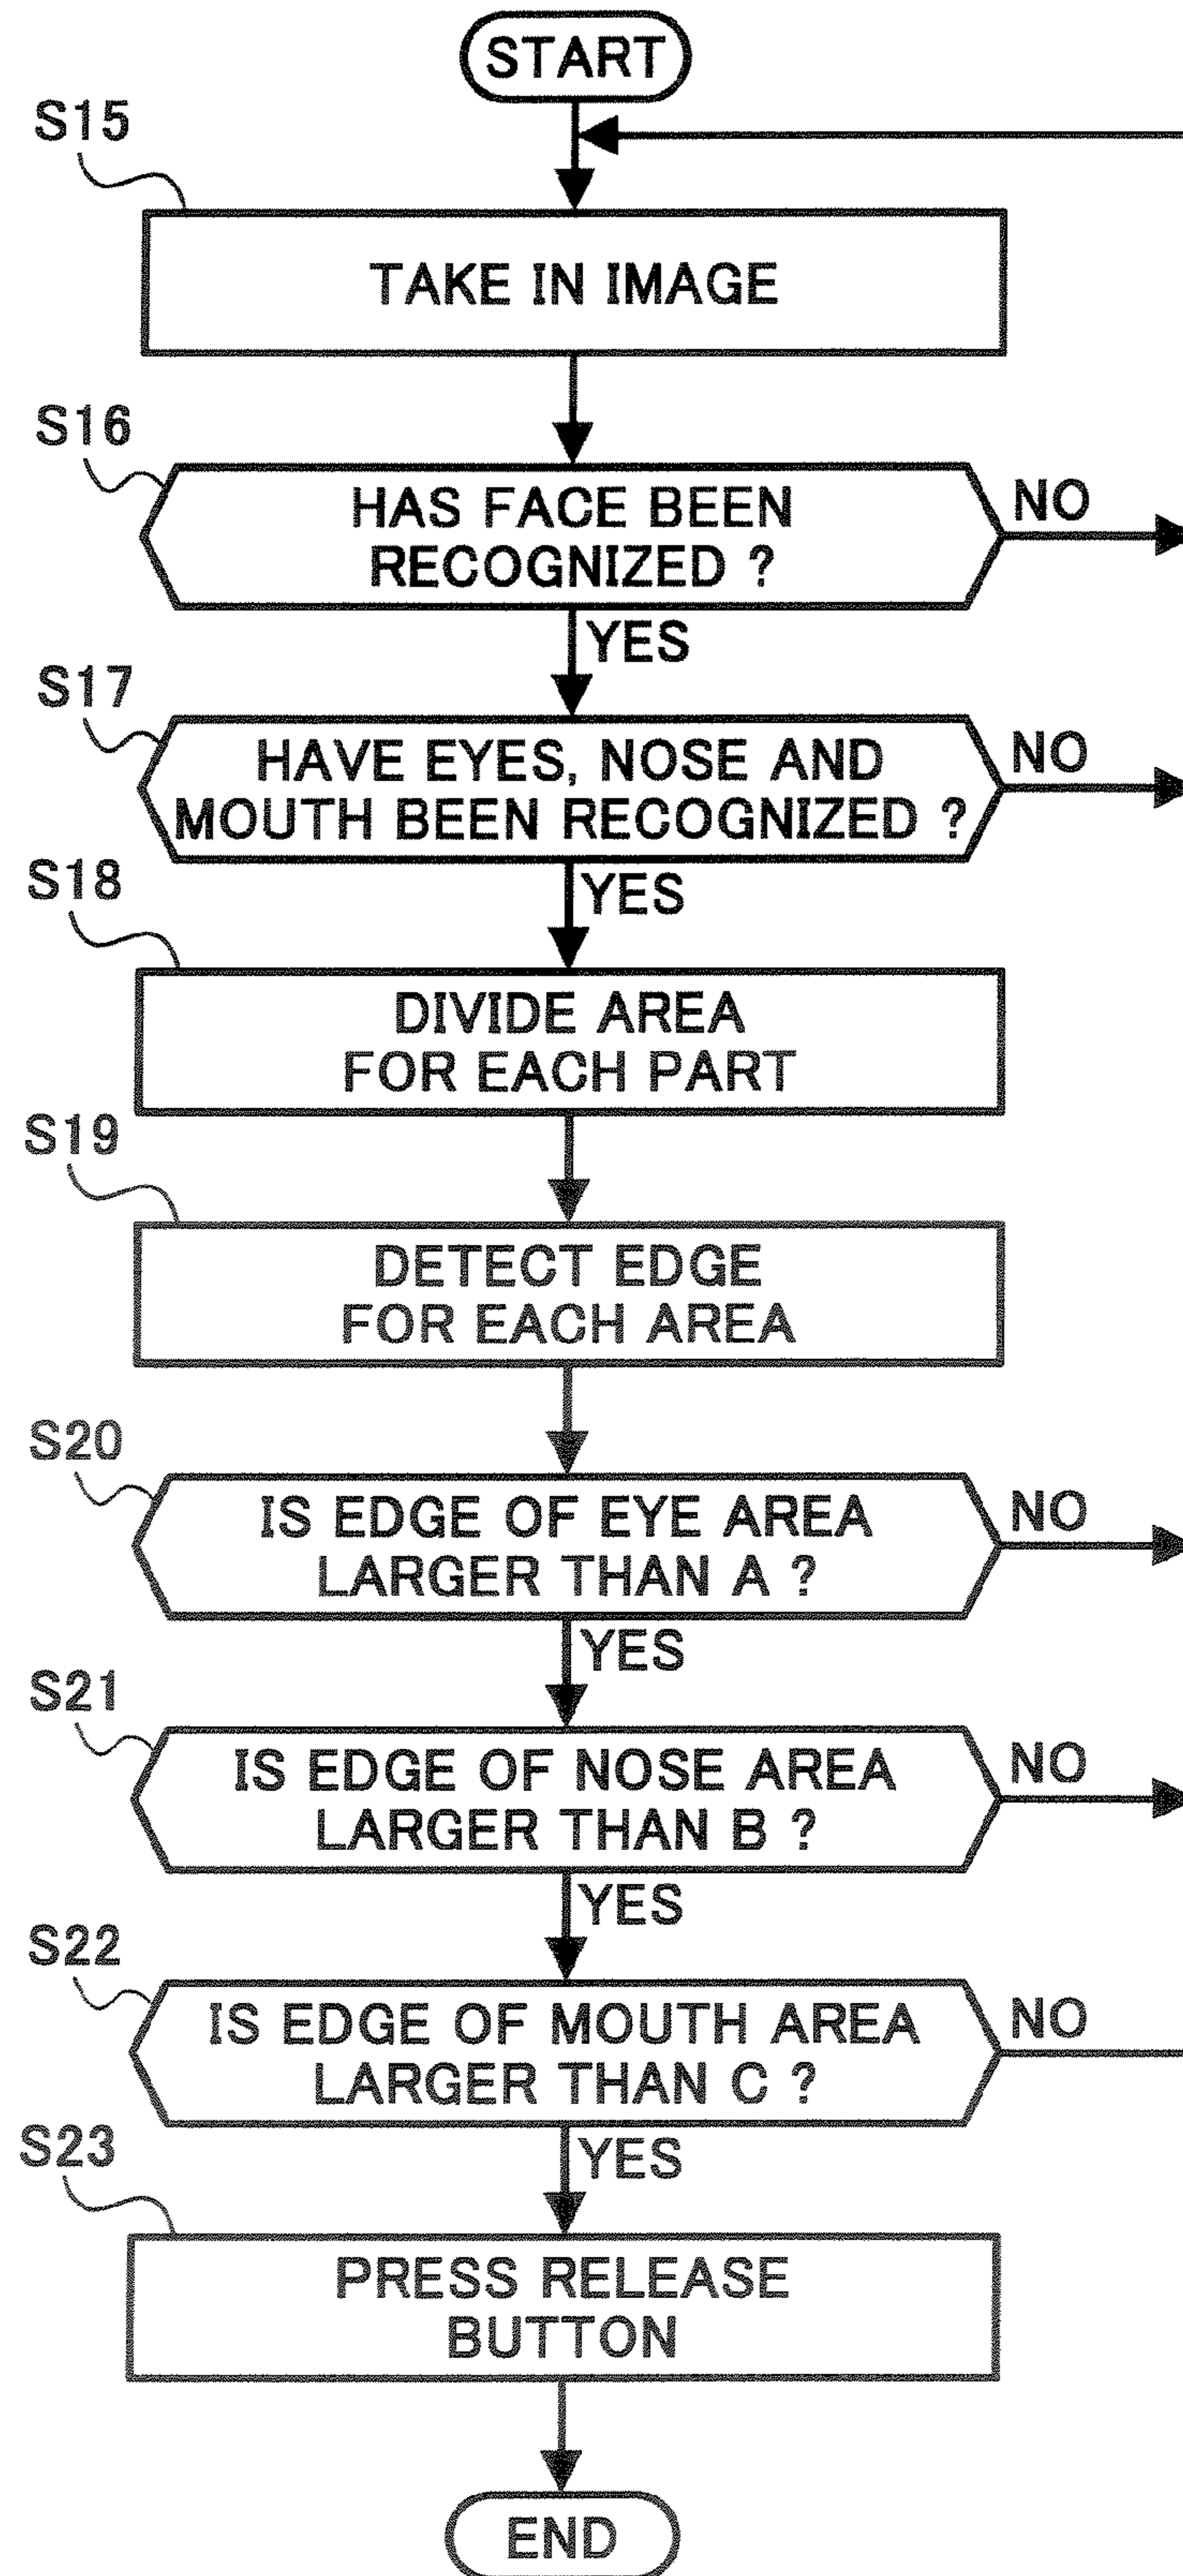 START
S15
TAKE IN IMAGE
S16
HAS FACE BEEN
RECOGNIZED ?
NO
YES
S17
HAVE EYES, NOSE AND
MOUTH BEEN RECOGNIZED ?
NO
YES
S18
DIVIDE AREA
FOR EACH PART
S19
DETECT EDGE
FOR EACH AREA
S20
IS EDGE OF EYE AREA
LARGER THAN A ?
NO
YES
S21
IS EDGE OF NOSE AREA
LARGER THAN B ?
NO
YES
S22
IS EDGE OF MOUTH AREA
LARGER THAN C ?
NO
YES
S23
PRESS RELEASE
BUTTON
END